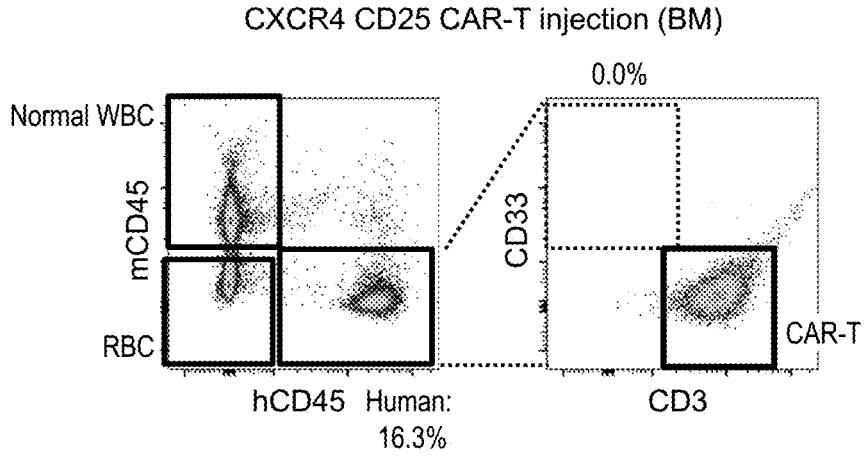 CXCR4 CD25 CAR-T injection (BM)
0.0%
Normal WBC
mCD45
RBC
CD33
CAR-T
hCD45
Human:
16.3%
CD3